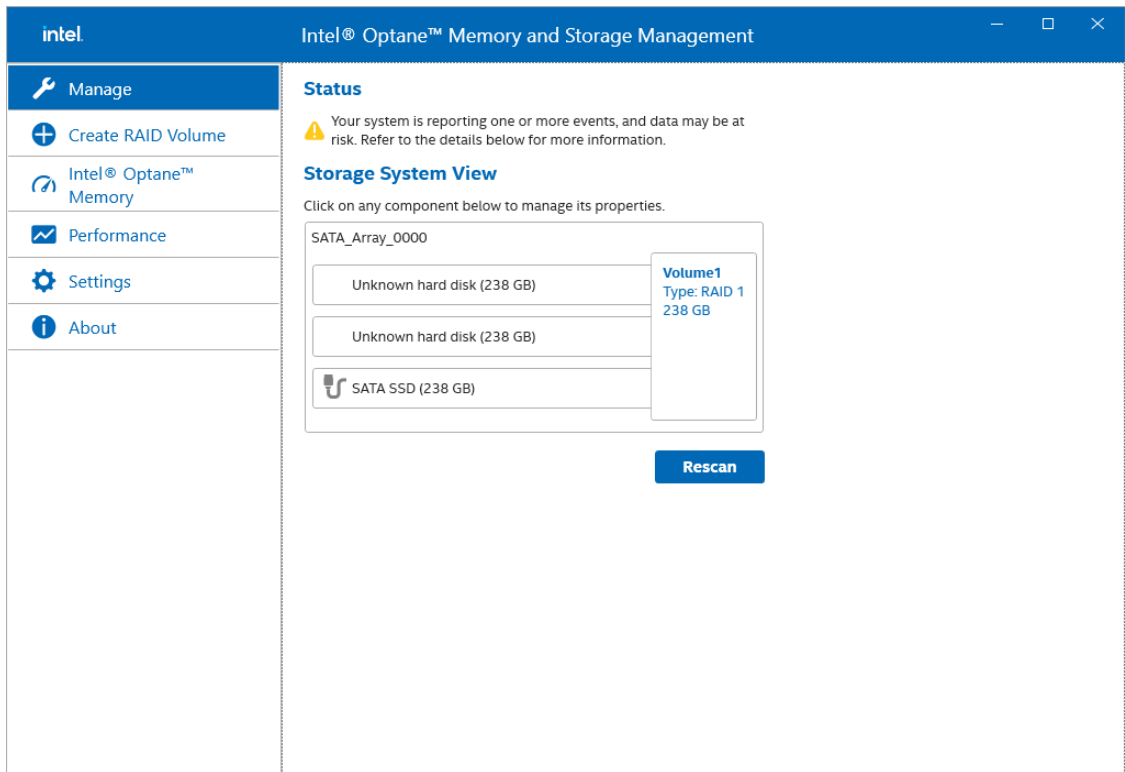 intel.
Intel® Optane™ Memory and Storage Management
Manage
Create RAID Volume
Intel® Optane™
Memory
Performance
Settings
About
Status
Your system is reporting one or more events, and data may be at
risk. Refer to the details below for more information.
Storage System View
Click on any component below to manage its properties.
SATA_Array_0000
Unknown hard disk (238 GB)
Unknown hard disk (238 GB)
SATA SSD (238 GB)
Volume1
Type: RAID 1
238 GB
Rescan